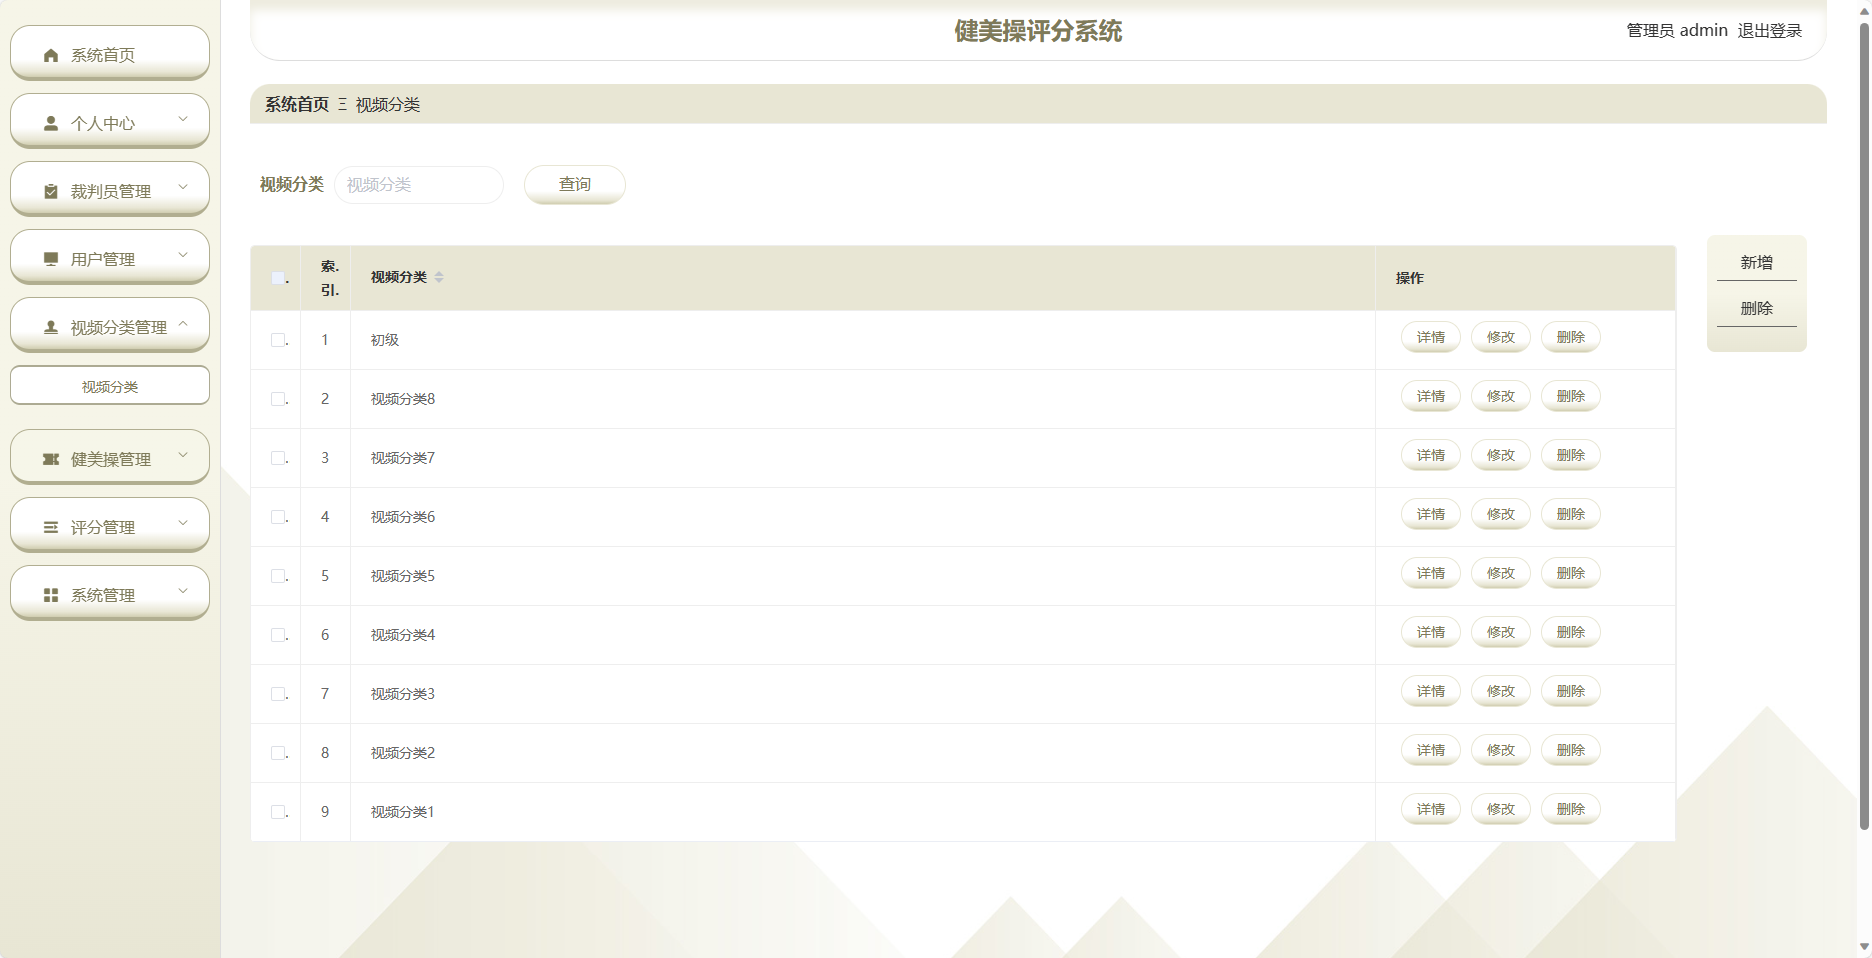 健美操评分系统
管理员 admin 退出登录
系统首页
个人中心
裁判员管理
用户管理
视频分类管理
视频分类
健美操管理
评分管理
系统管理
系统首页 Ξ 视频分类
视频分类 视频分类 查询
新增
删除
. 索. 引. 视频分类 操作
. 1 初级 详情 修改 删除
. 2 视频分类8 详情 修改 删除
. 3 视频分类7 详情 修改 删除
. 4 视频分类6 详情 修改 删除
. 5 视频分类5 详情 修改 删除
. 6 视频分类4 详情 修改 删除
. 7 视频分类3 详情 修改 删除
. 8 视频分类2 详情 修改 删除
. 9 视频分类1 详情 修改 删除